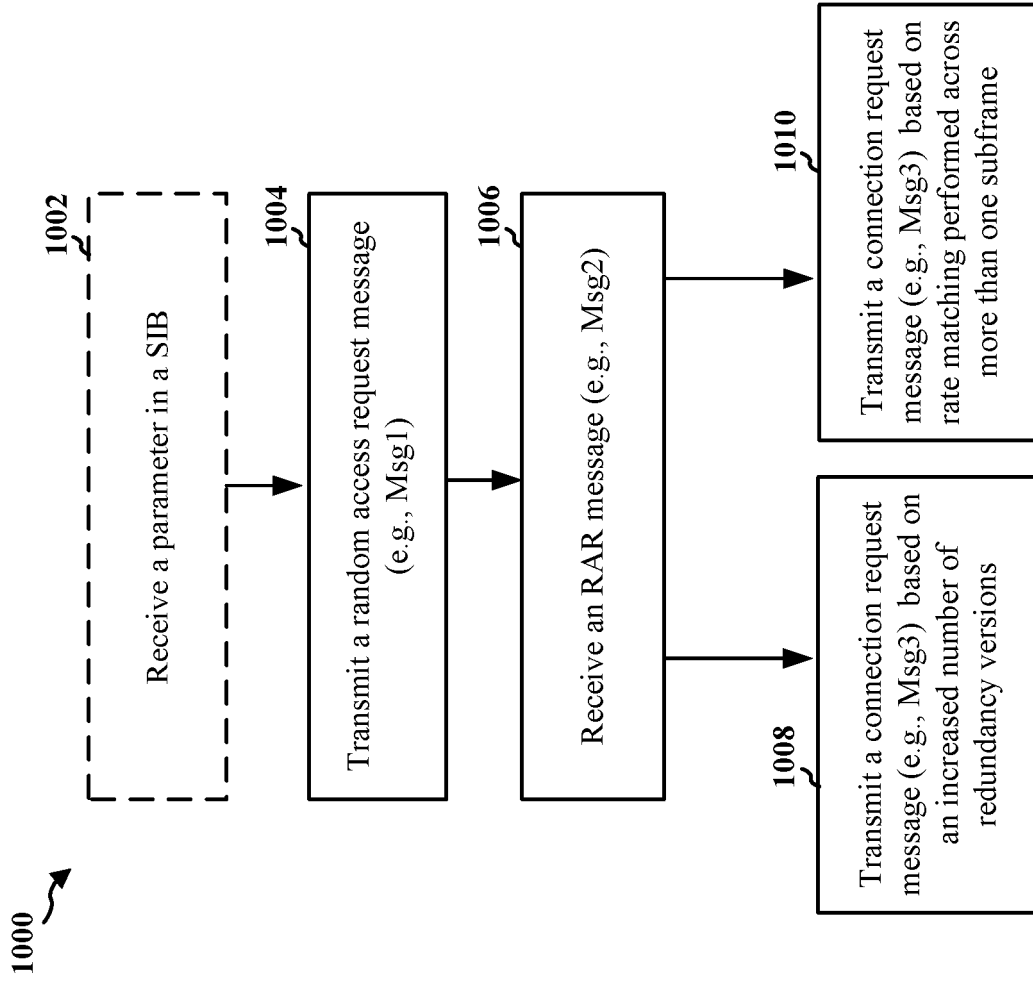 1000
1002
Receive a parameter in a SIB
1004
Transmit a random access request message
(e.g., Msg1)
1006
Receive an RAR message (e.g., Msg2)
1008
Transmit a connection request
message (e.g., Msg3) based on
an increased number of
redundancy versions
1010
Transmit a connection request
message (e.g., Msg3) based on
rate matching performed across
more than one subframe